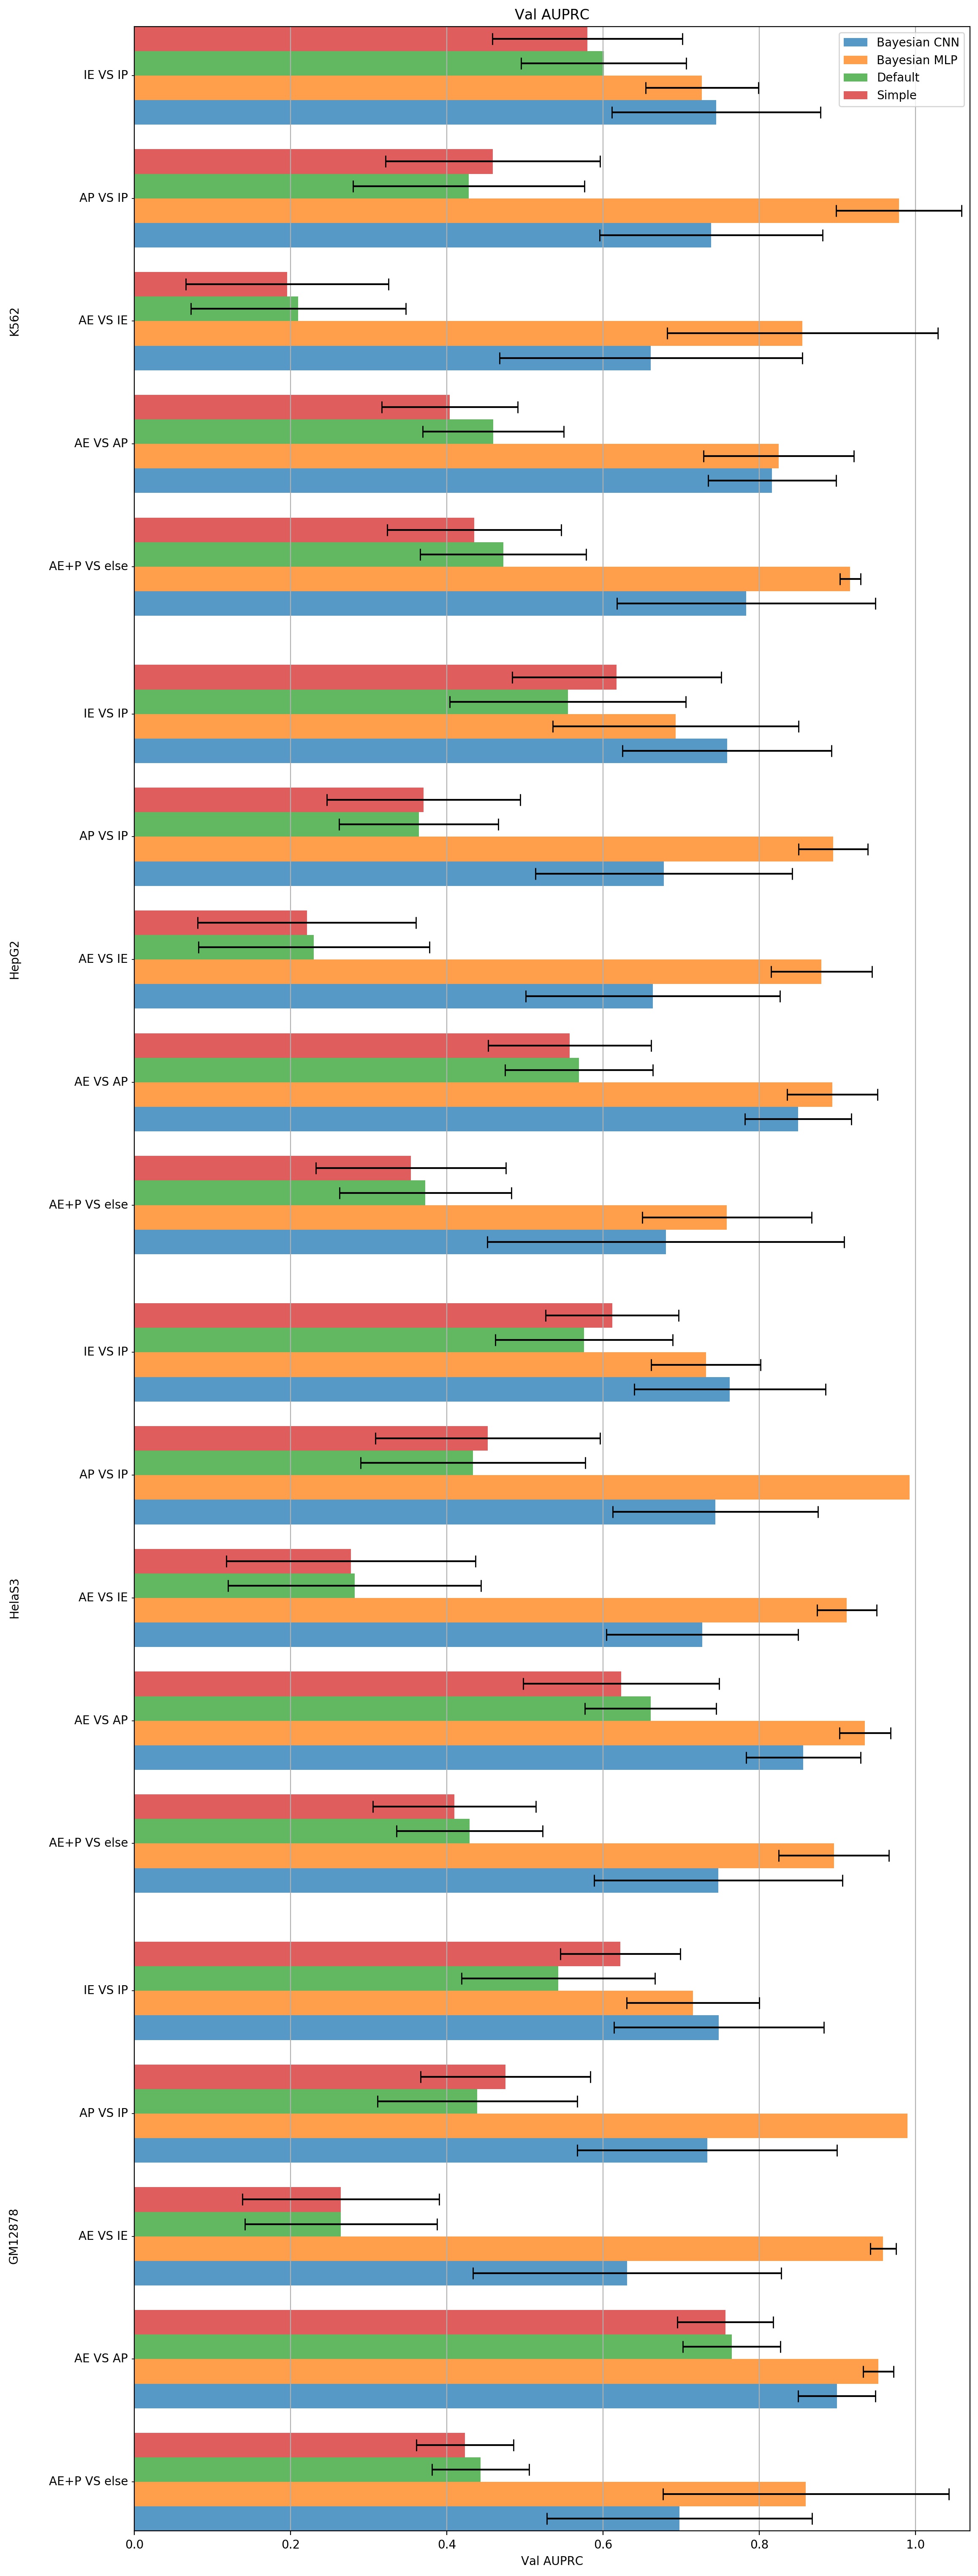 Val AUPRC
Bayesian CNN
Bayesian MLP
Default
Simple
K562
IE VS IP
AP VS IP
AE VS IE
AE VS AP
AE+P VS else
HepG2
IE VS IP
AP VS IP
AE VS IE
AE VS AP
AE+P VS else
HelaS3
IE VS IP
AP VS IP
AE VS IE
AE VS AP
AE+P VS else
GM12878
IE VS IP
AP VS IP
AE VS IE
AE VS AP
AE+P VS else
0.0 0.2 0.4 0.6 0.8 1.0
Val AUPRC